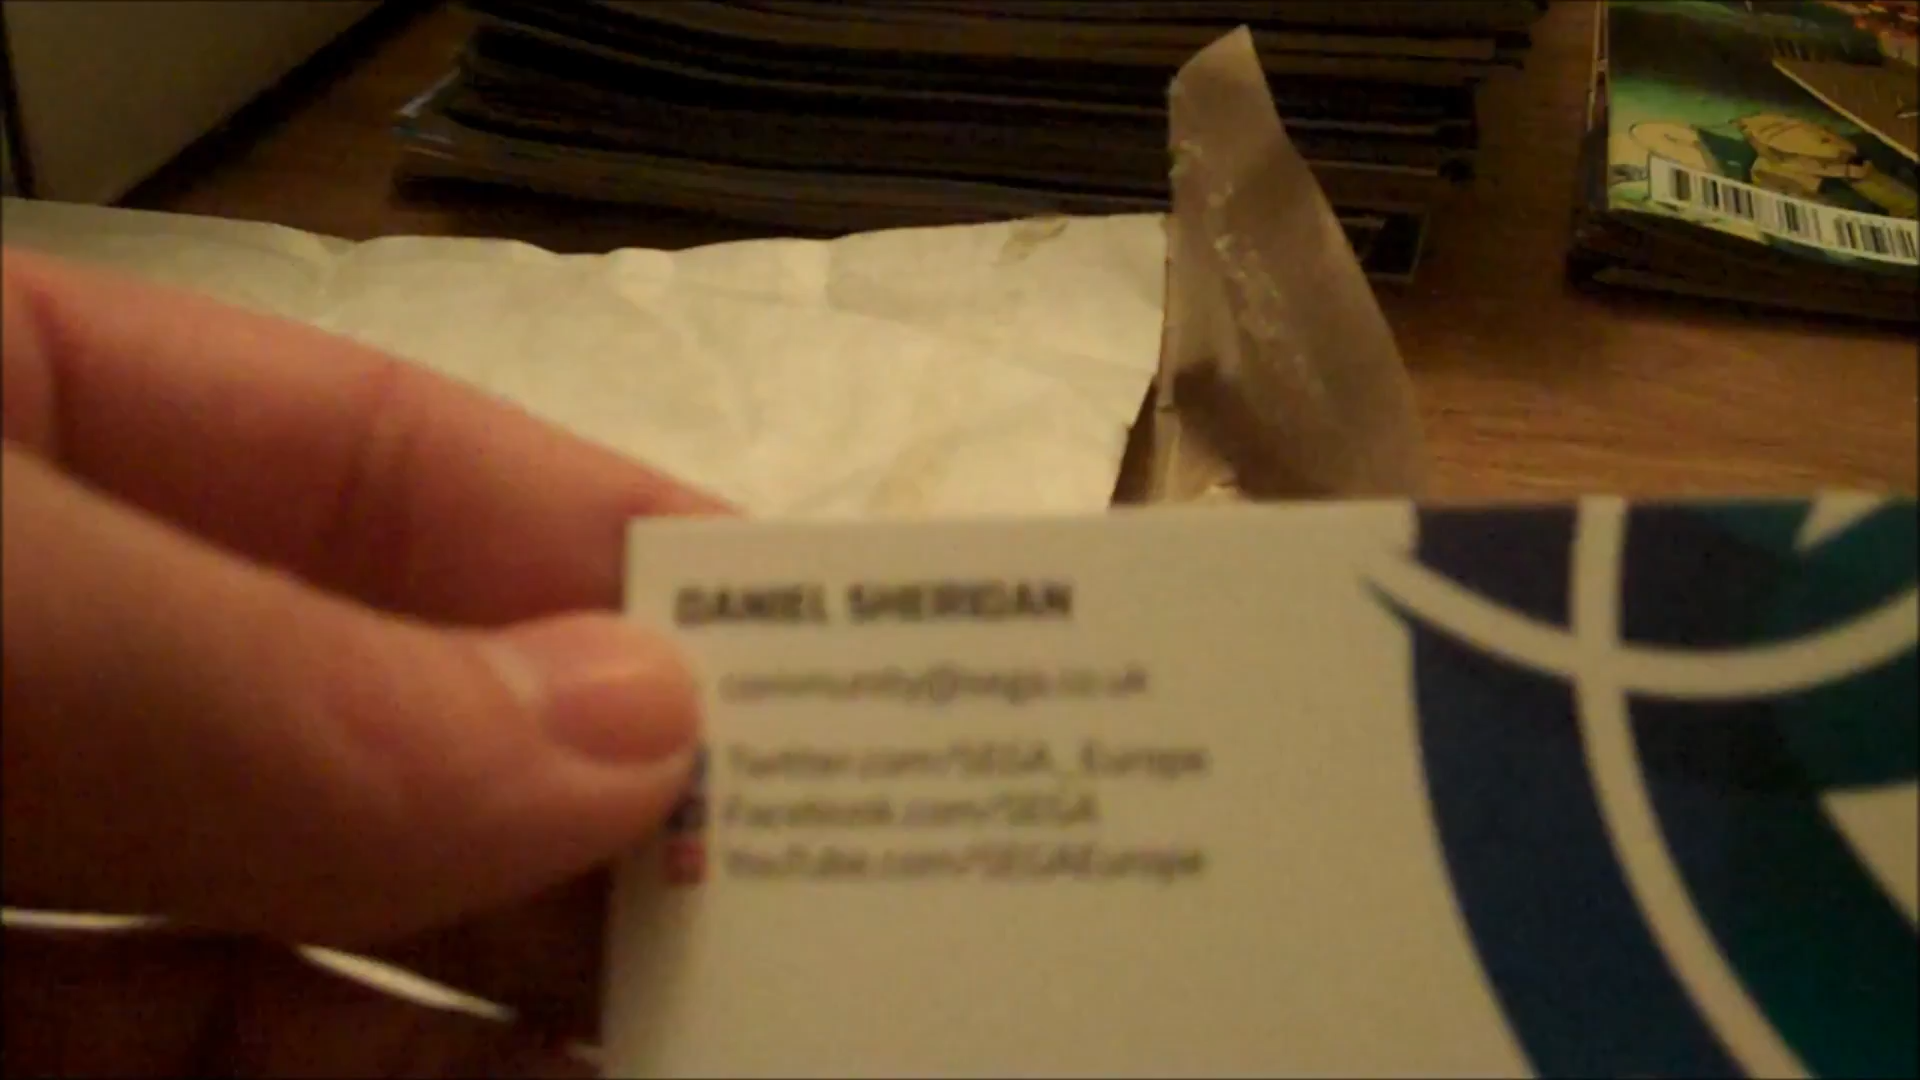 DANIEL SHERIDAN
community@sega.co.uk
Twitter.com/SEGA_Europe
Facebook.com/SEGA
YouTube.com/SEGAEurope